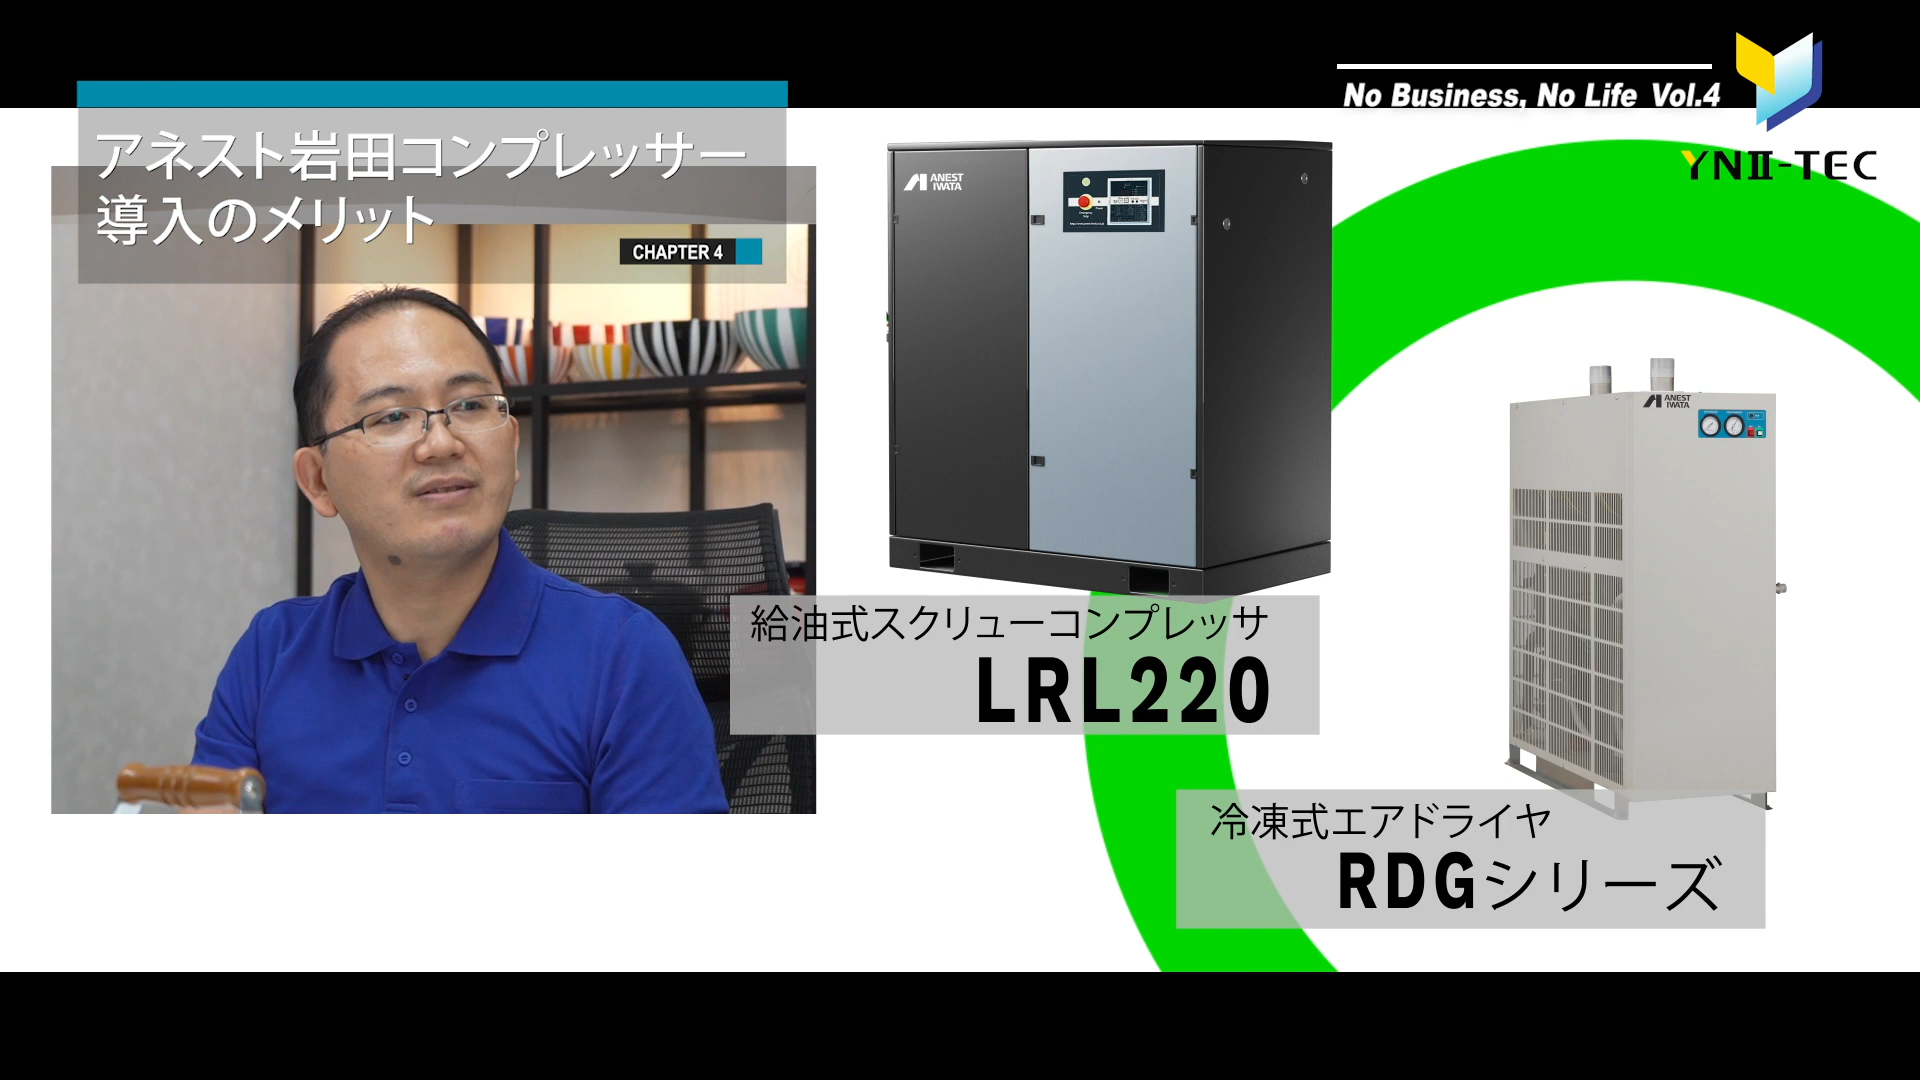 No Business, No Life Vol.4
YNII-TEC
アネスト岩田コンプレッサー
導入のメリット
CHAPTER 4
ANEST
IWATA
ANEST
IWATA
給油式スクリューコンプレッサ
LRL220
冷凍式エアドライヤ
RDGシリーズ